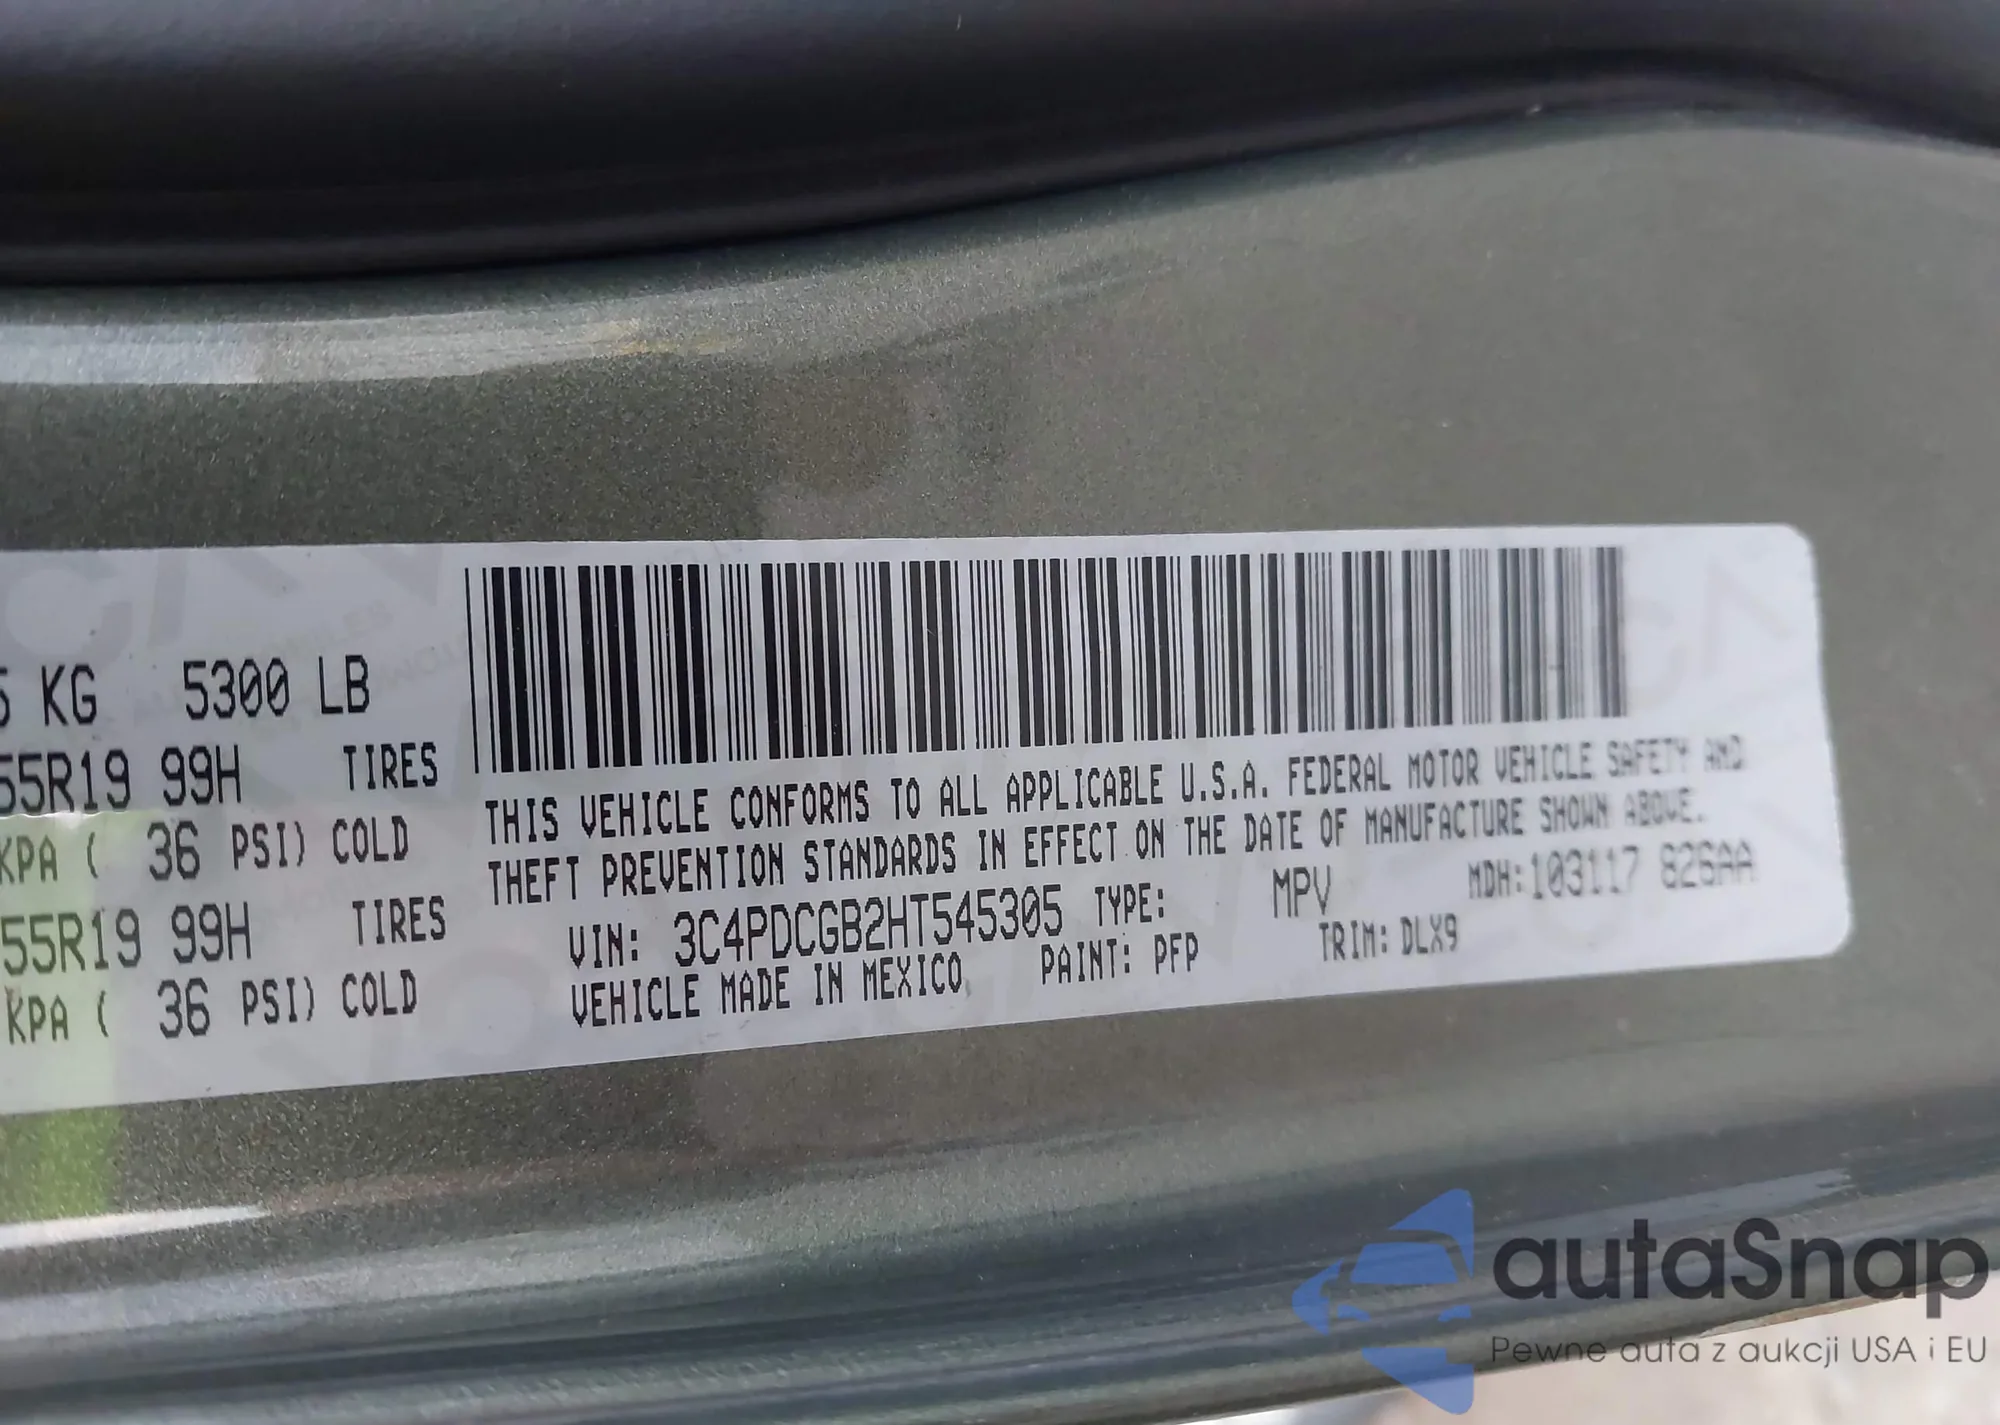 5 KG 5300 LB
55R19 99H TIRES
KPA ( 36 PSI) COLD
55R19 99H TIRES
KPA ( 36 PSI) COLD
THIS VEHICLE CONFORMS TO ALL APPLICABLE U.S.A. FEDERAL MOTOR VEHICLE SAFETY AND
THEFT PREVENTION STANDARDS IN EFFECT ON THE DATE OF MANUFACTURE SHOWN ABOVE.
VIN: 3C4PDCGB2HT545305 TYPE: MPV MDH:103117 826AA
VEHICLE MADE IN MEXICO PAINT: PFP TRIM: DLX9
autaSnap
Pewne auta z aukcji USA i EU